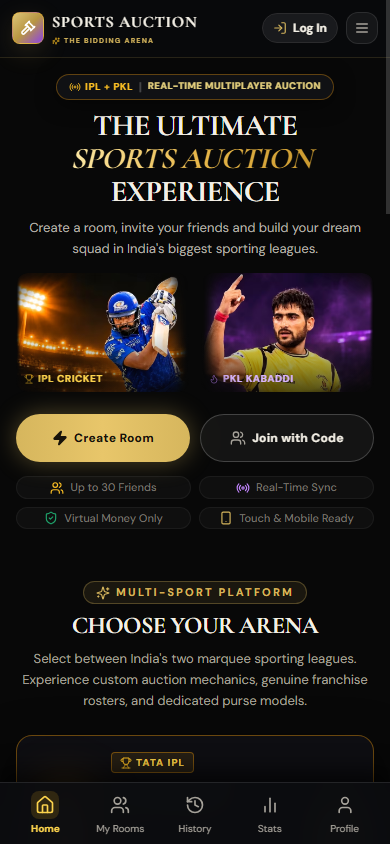 SPORTS AUCTION
THE BIDDING ARENA
Log In
IPL + PKL | REAL-TIME MULTIPLAYER AUCTION
THE ULTIMATE
SPORTS AUCTION
EXPERIENCE
Create a room, invite your friends and build your dream
squad in India's biggest sporting leagues.
IPL CRICKET
PKL KABADDI
Create Room
Join with Code
Up to 30 Friends
Real-Time Sync
Virtual Money Only
Touch & Mobile Ready
MULTI-SPORT PLATFORM
CHOOSE YOUR ARENA
Select between India's two marquee sporting leagues.
Experience custom auction mechanics, genuine franchise
rosters, and dedicated purse models.
TATA IPL
Home
My Rooms
History
Stats
Profile